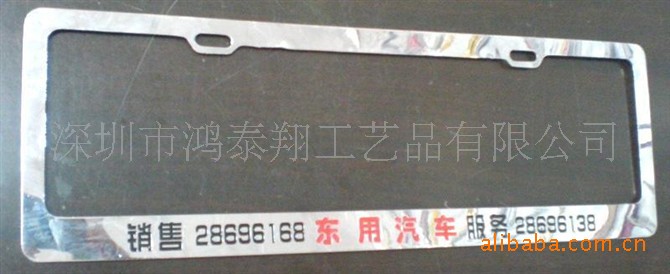 深圳市鸿泰翔工艺品有限公司
销售 28696168 东用汽车 服务 28696138
alibaba.com.cn